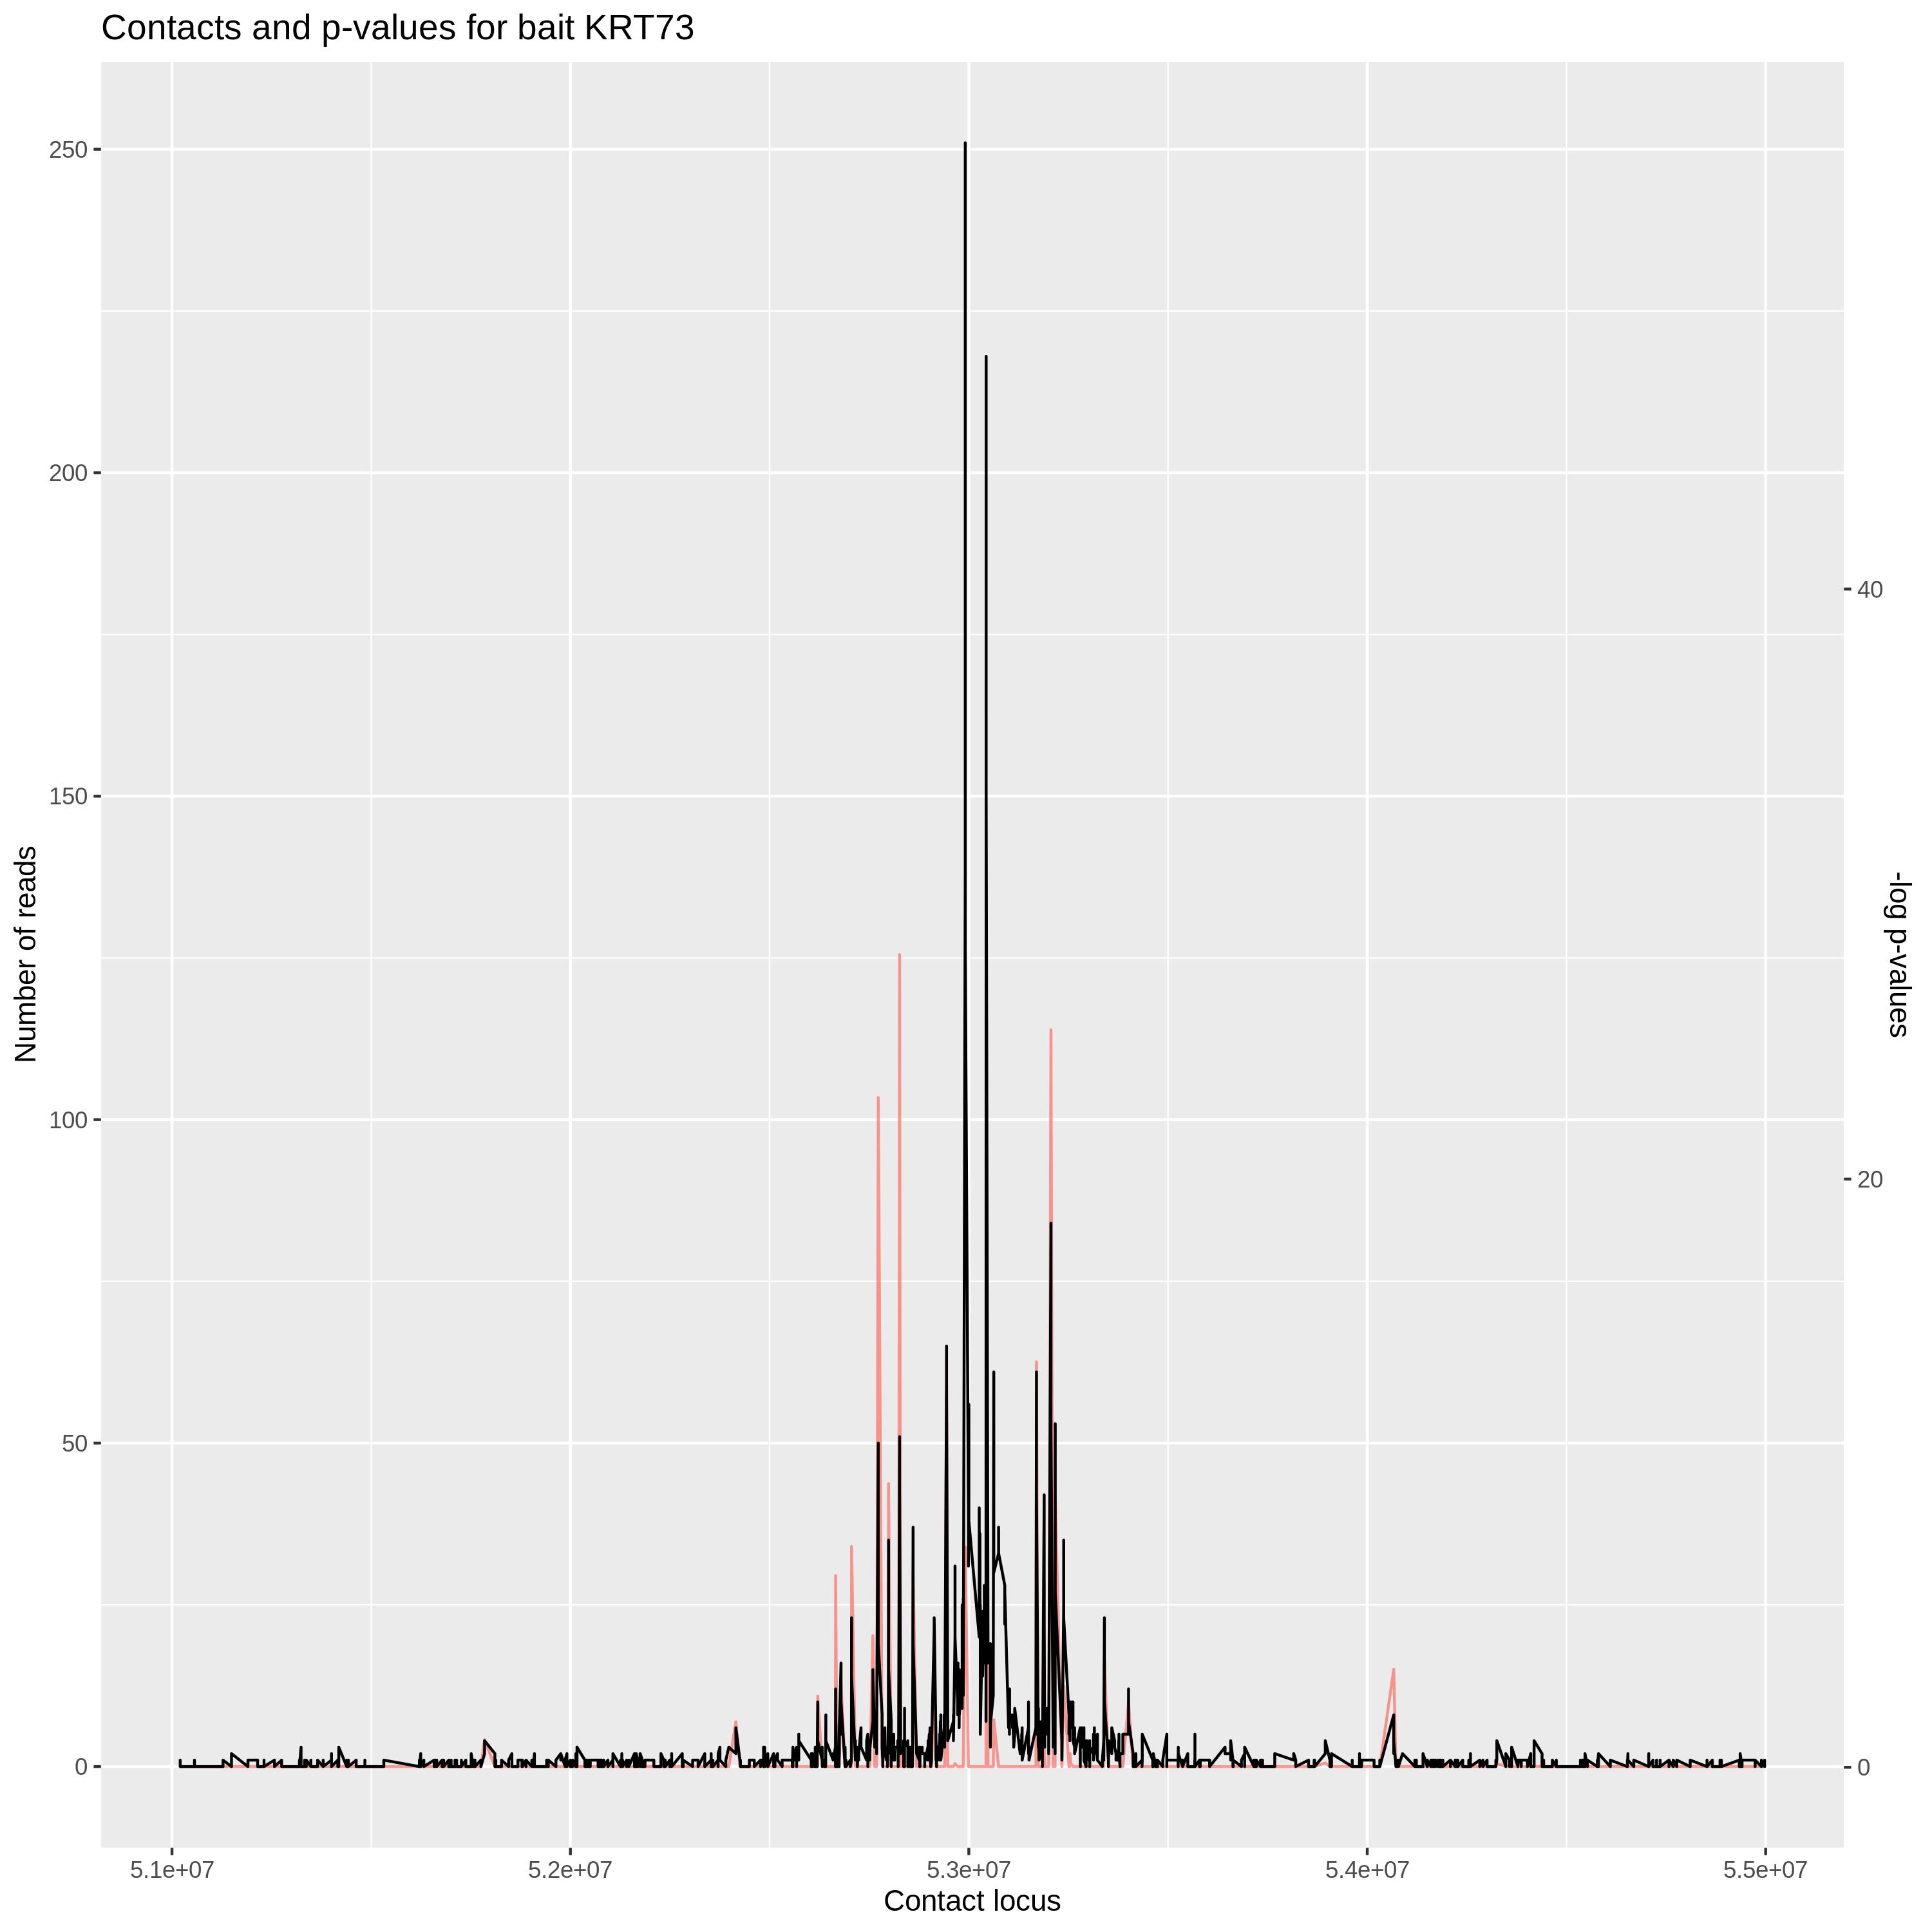 Contacts and p-values for bait KRT73
250
200
150
100
50
0
Number of reads
40
20
0
-log p-values
5.1e+07
5.2e+07
5.3e+07
5.4e+07
5.5e+07
Contact locus